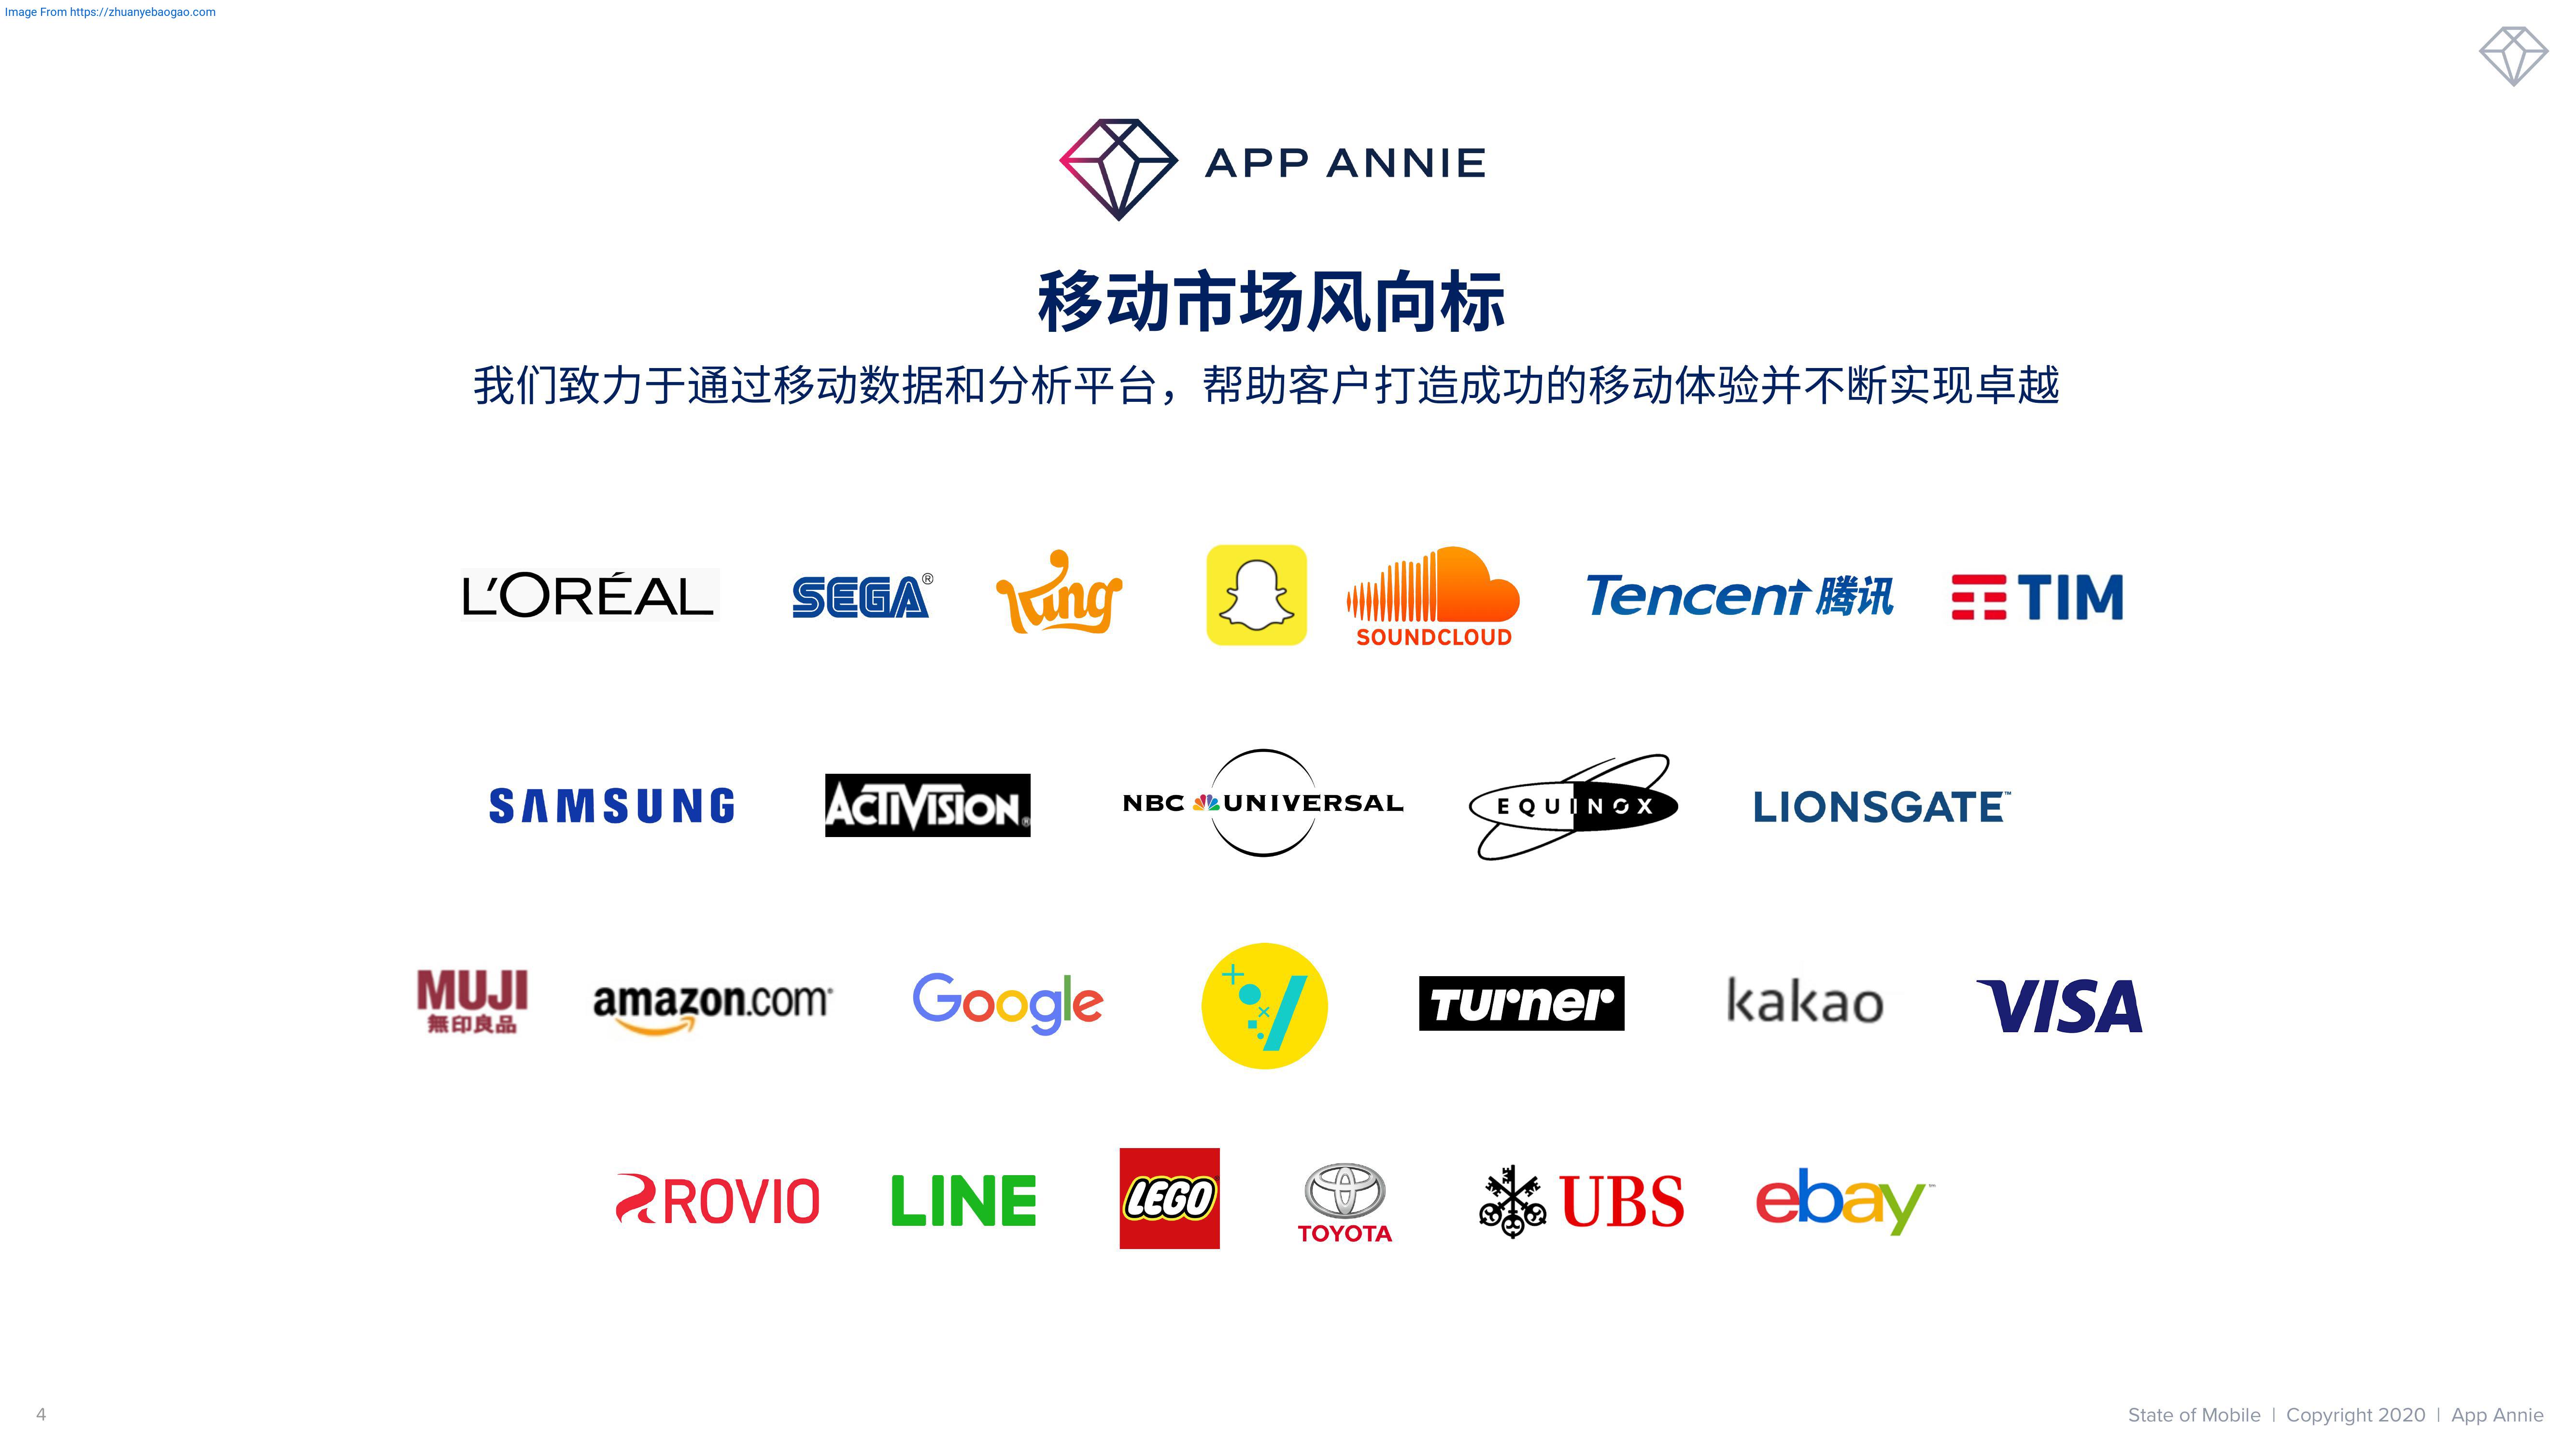 Image From https://zhuanyebaogao.com
APP ANNIE
移动市场风向标
我们致力于通过移动数据和分析平台，帮助客户打造成功的移动体验并不断实现卓越
L'ORÉAL SEGA® King SOUNDCLOUD Tencent 腾讯 TIM
SAMSUNG ACTIVISION® NBC UNIVERSAL EQUINOX LIONSGATE™
MUJI 無印良品 amazon.com® Google Turner kakao VISA
ROVIO LINE LEGO TOYOTA UBS ebay™
4
State of Mobile | Copyright 2020 | App Annie